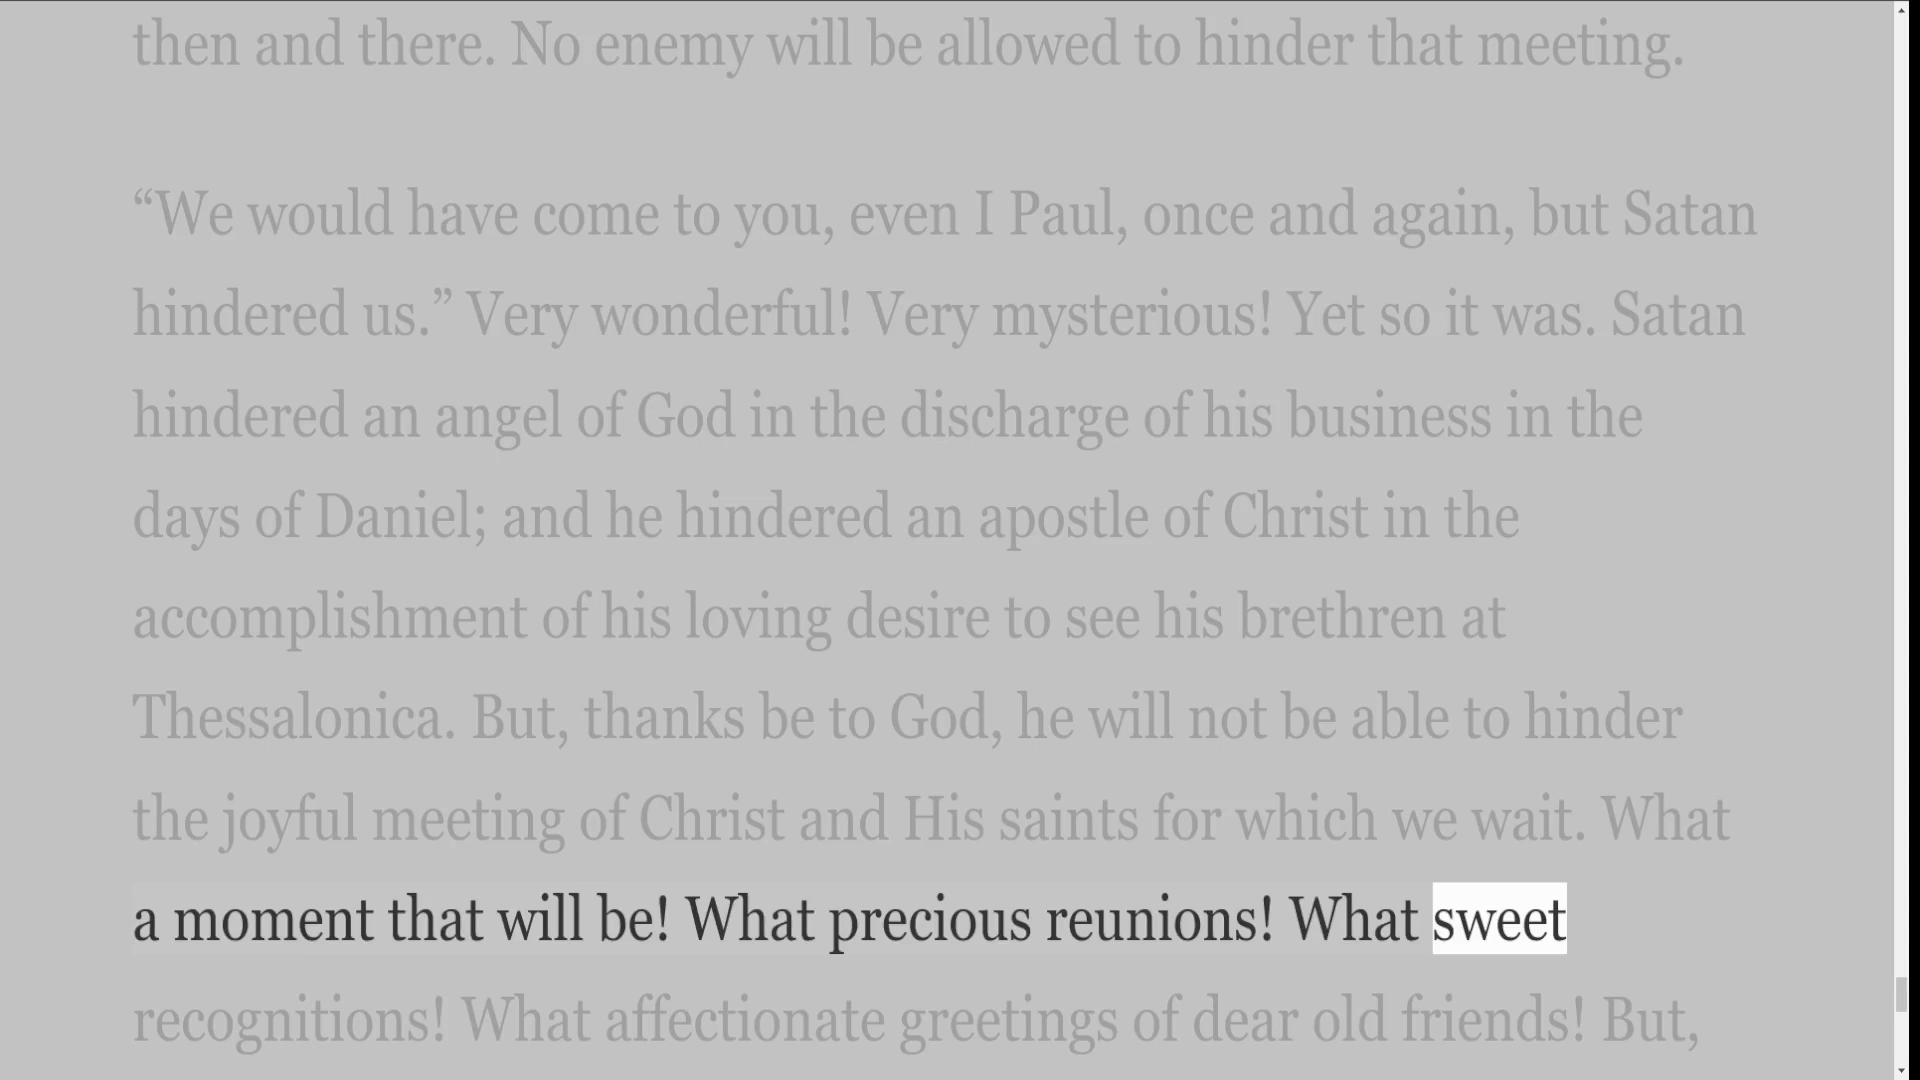 then and there. No enemy will be allowed to hinder that meeting.
“We would have come to you, even I Paul, once and again, but Satan
hindered us.” Very wonderful! Very mysterious! Yet so it was. Satan
hindered an angel of God in the discharge of his business in the
days of Daniel; and he hindered an apostle of Christ in the
accomplishment of his loving desire to see his brethren at
Thessalonica. But, thanks be to God, he will not be able to hinder
the joyful meeting of Christ and His saints for which we wait. What
a moment that will be! What precious reunions! What sweet
recognitions! What affectionate greetings of dear old friends! But,